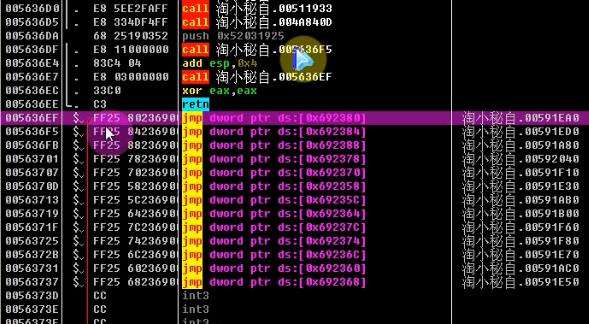 005636D0 . E8 5EE2FAFF call 淘小秘自.00511933
005636D5 . E8 334DF4FF call 淘小秘自.004A840D
005636DA . 68 25190352 push 0x52031925
005636DF . E8 11000000 call 淘小秘自.005636F5
005636E4 . 83C4 04 add esp,0x4
005636E7 . E8 03000000 call 淘小秘自.005636EF
005636EC . 33C0 xor eax,eax
005636EE . C3 retn
005636EF $ FF25 80236900 jmp dword ptr ds:[0x692380] 淘小秘自.00591EA0
005636F5 $ FF25 84236900 jmp dword ptr ds:[0x692384] 淘小秘自.00591ED0
005636FB $ FF25 88236900 jmp dword ptr ds:[0x692388] 淘小秘自.00591A80
00563701 $ FF25 78236900 jmp dword ptr ds:[0x692378] 淘小秘自.00592040
00563707 $ FF25 70236900 jmp dword ptr ds:[0x692370] 淘小秘自.00591F10
0056370D $ FF25 58236900 jmp dword ptr ds:[0x692358] 淘小秘自.00591E30
00563713 $ FF25 5C236900 jmp dword ptr ds:[0x69235C] 淘小秘自.00591AB0
00563719 $ FF25 64236900 jmp dword ptr ds:[0x692364] 淘小秘自.00591B00
0056371F $ FF25 7C236900 jmp dword ptr ds:[0x69237C] 淘小秘自.00591F60
00563725 $ FF25 74236900 jmp dword ptr ds:[0x692374] 淘小秘自.00591F80
0056372B $ FF25 6C236900 jmp dword ptr ds:[0x69236C] 淘小秘自.00591E70
00563731 $ FF25 60236900 jmp dword ptr ds:[0x692360] 淘小秘自.00591AC0
00563737 $ FF25 68236900 jmp dword ptr ds:[0x692368] 淘小秘自.00591E50
0056373D CC int3
0056373E CC int3
0056373F CC int3